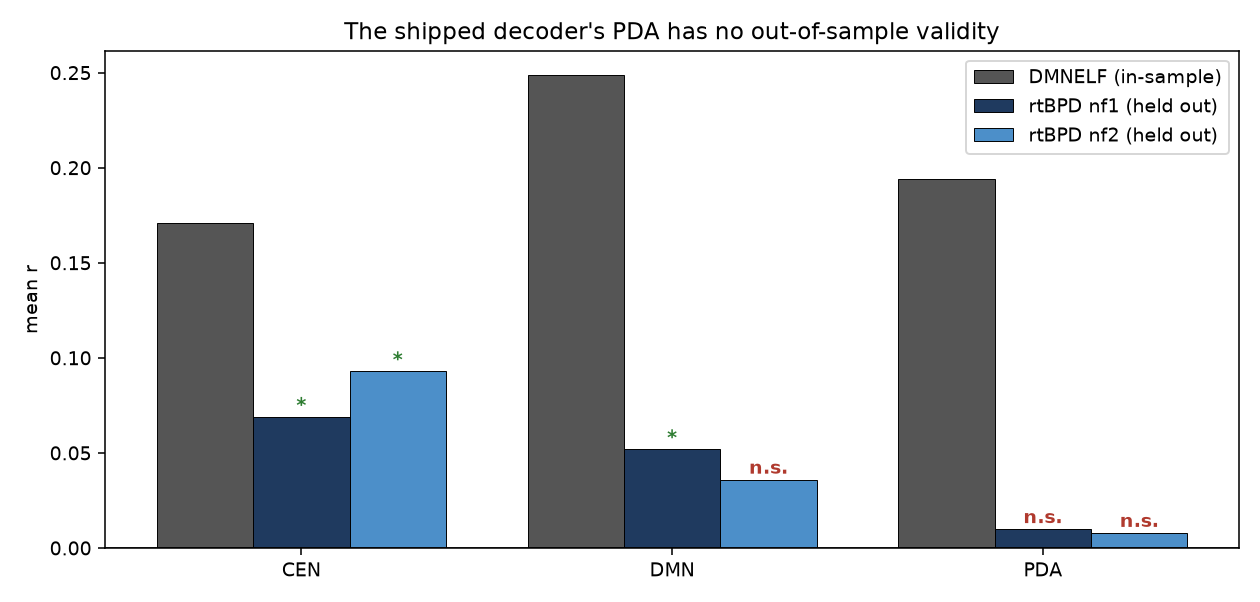 The shipped decoder's PDA has no out-of-sample validity
DMNELF (in-sample)
rtBPD nf1 (held out)
rtBPD nf2 (held out)
mean r
0.25
0.20
0.15
0.10
0.05
0.00
*
*
*
n.s.
n.s.
n.s.
CEN
DMN
PDA